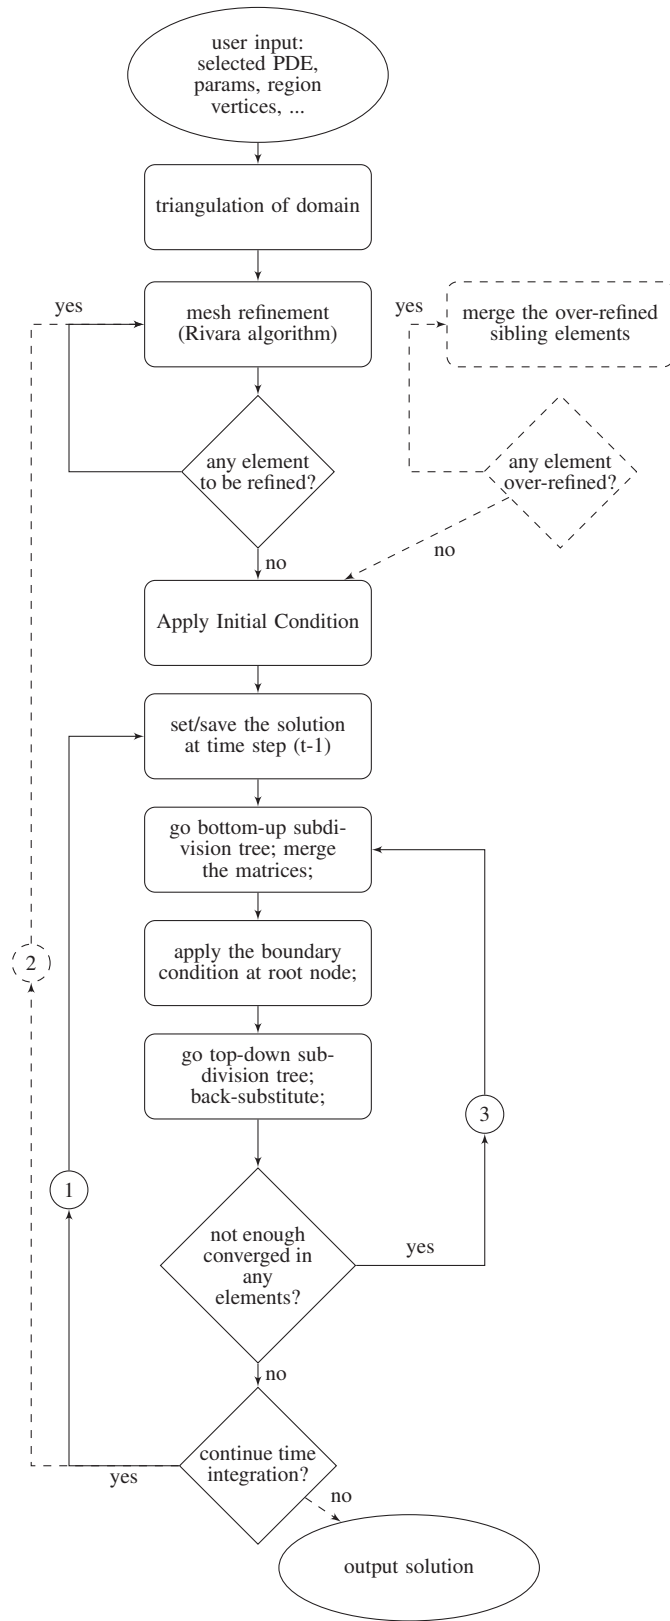 user input:
selected PDE,
params, region
vertices, ...
triangulation of domain
yes
mesh refinement
(Rivara algorithm)
yes
merge the over-refined
sibling elements
any element
to be refined?
any element
over-refined?
no
no
Apply Initial Condition
set/save the solution
at time step (t-1)
go bottom-up subdi-
vision tree; merge
the matrices;
2
apply the boundary
condition at root node;
go top-down sub-
division tree;
back-substitute;
3
1
not enough
converged in
any
elements?
yes
no
continue time
integration?
yes
no
output solution